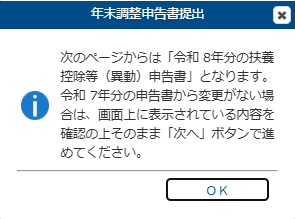 年末調整申告書提出
次のページからは「令和 8年分の扶養
控除等（異動）申告書」となります。
令和 7年分の申告書から変更がない場
合は、画面上に表示されている内容を
確認の上そのまま「次へ」ボタンで進
めてください。
ＯＫ